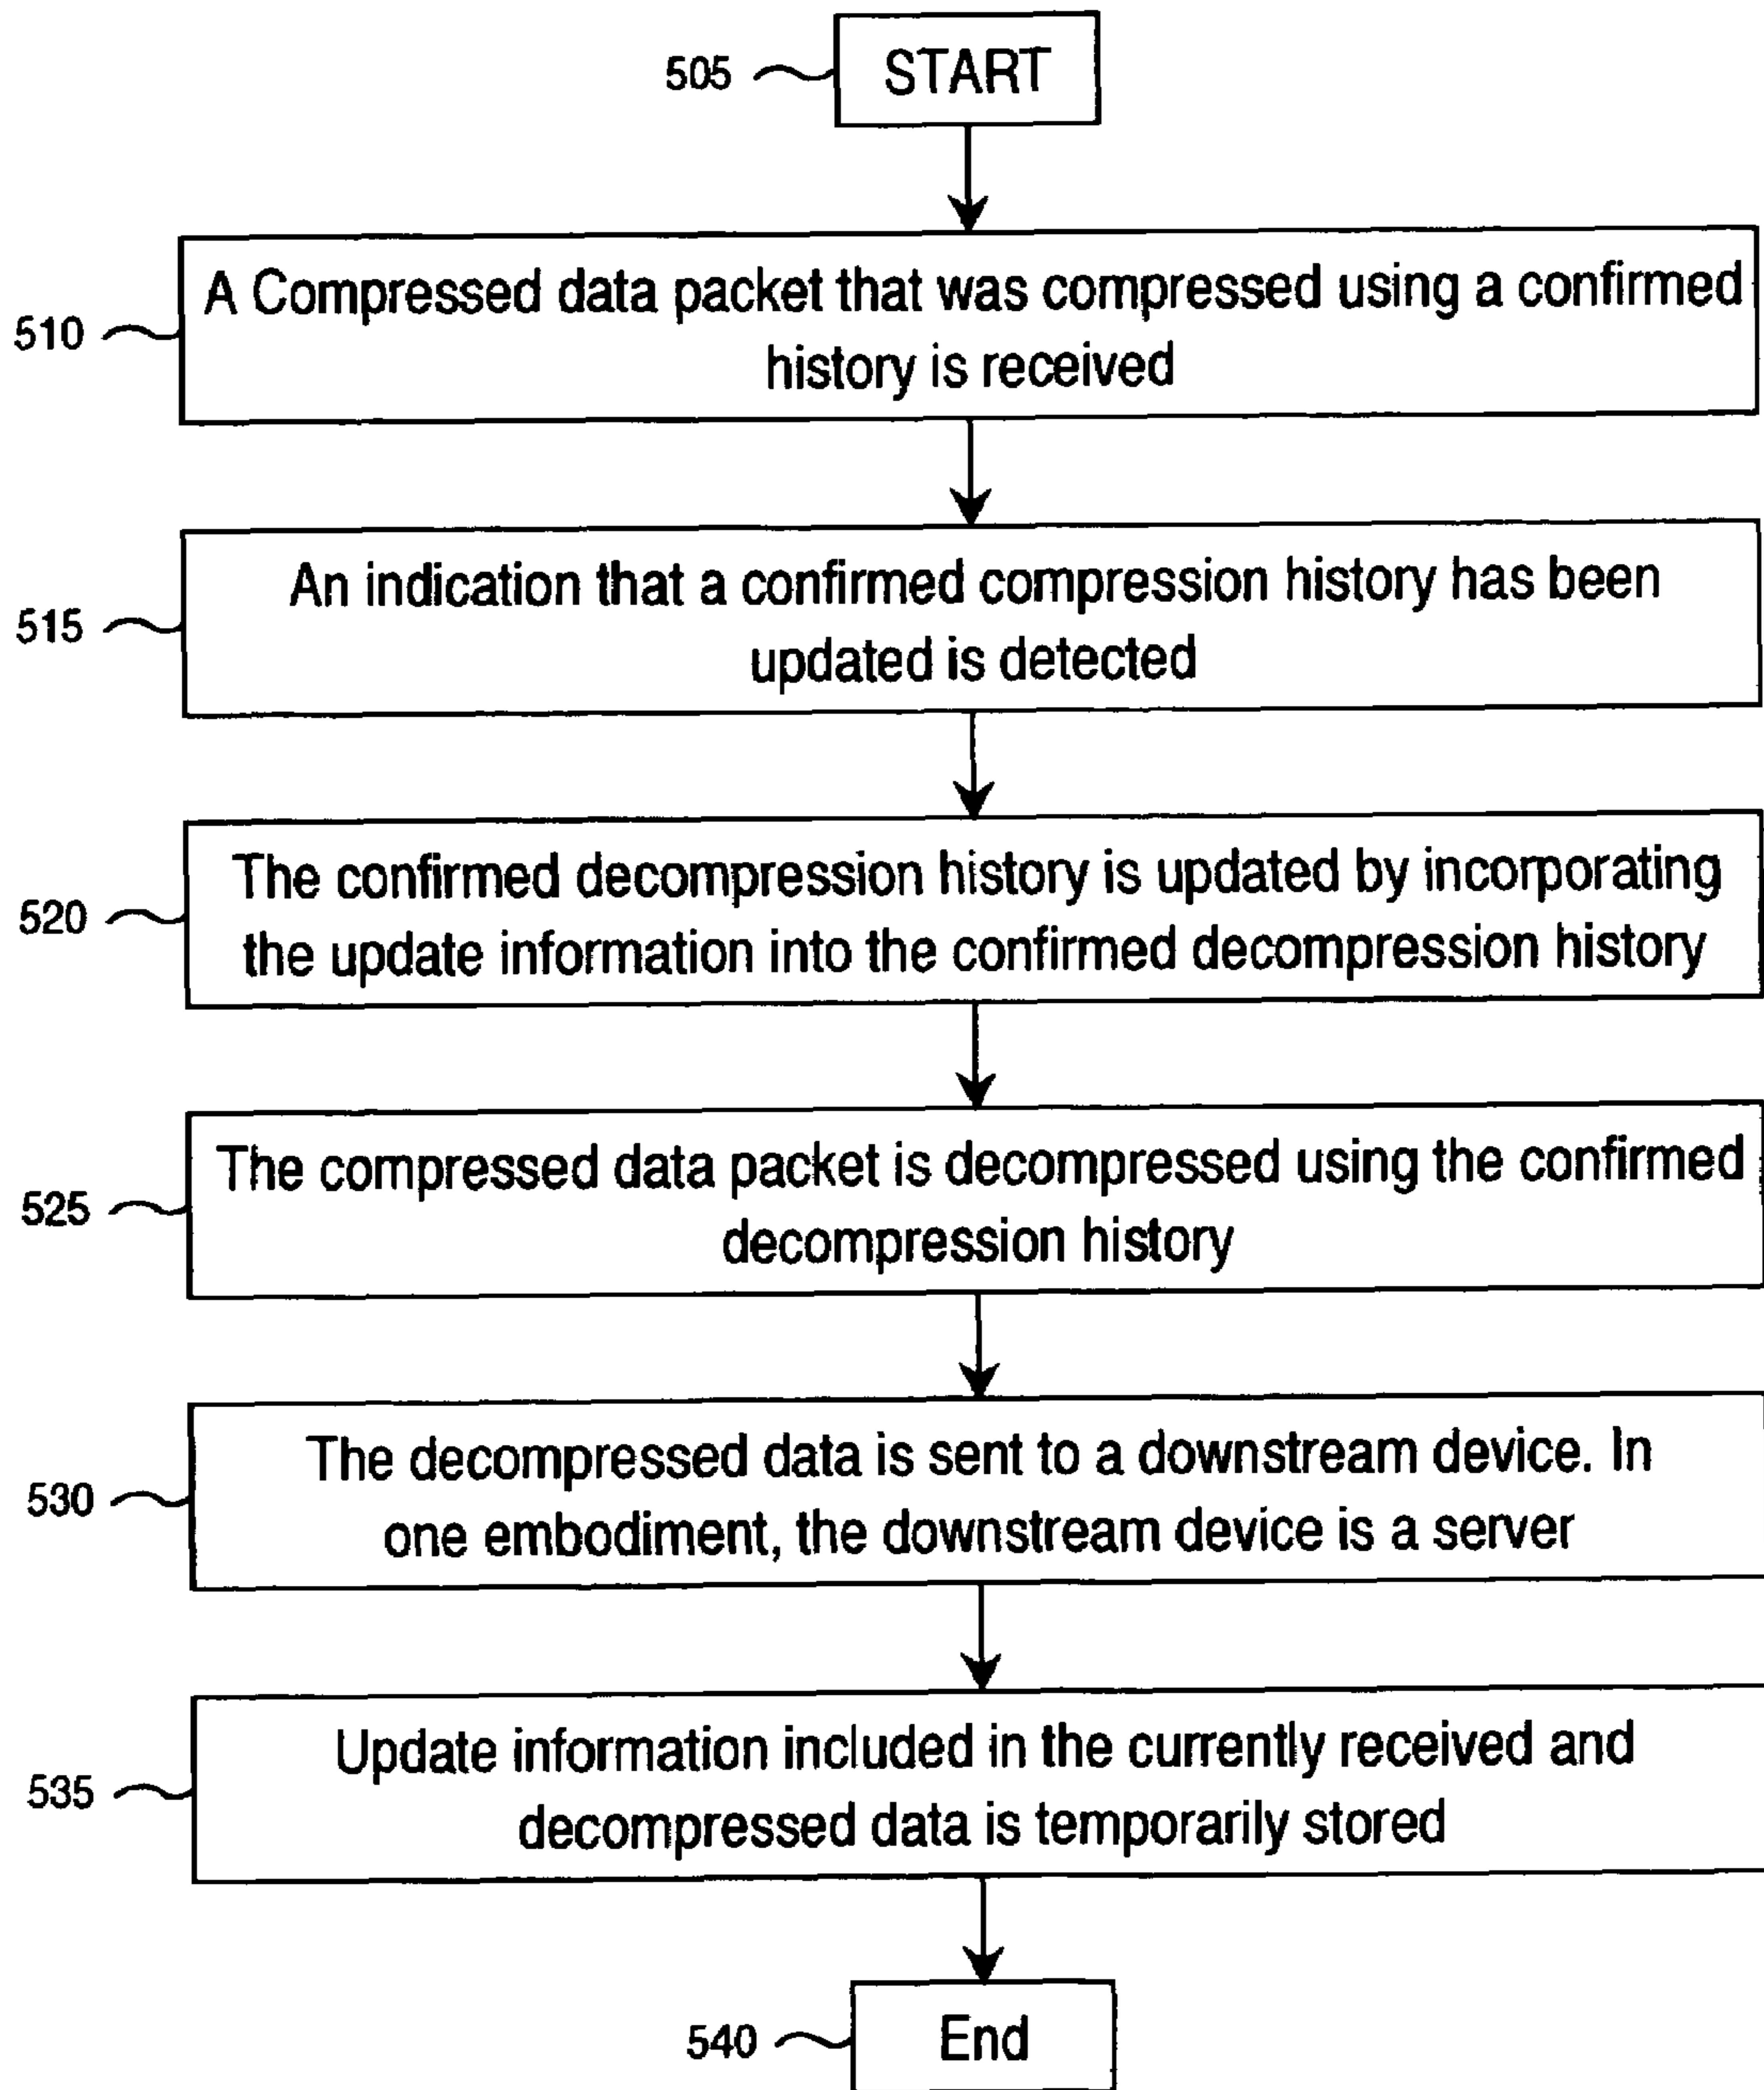 505 START
510 A Compressed data packet that was compressed using a confirmed
history is received
515 An indication that a confirmed compression history has been
updated is detected
520 The confirmed decompression history is updated by incorporating
the update information into the confirmed decompression history
525 The compressed data packet is decompressed using the confirmed
decompression history
530 The decompressed data is sent to a downstream device. In
one embodiment, the downstream device is a server
535 Update information included in the currently received and
decompressed data is temporarily stored
540 End